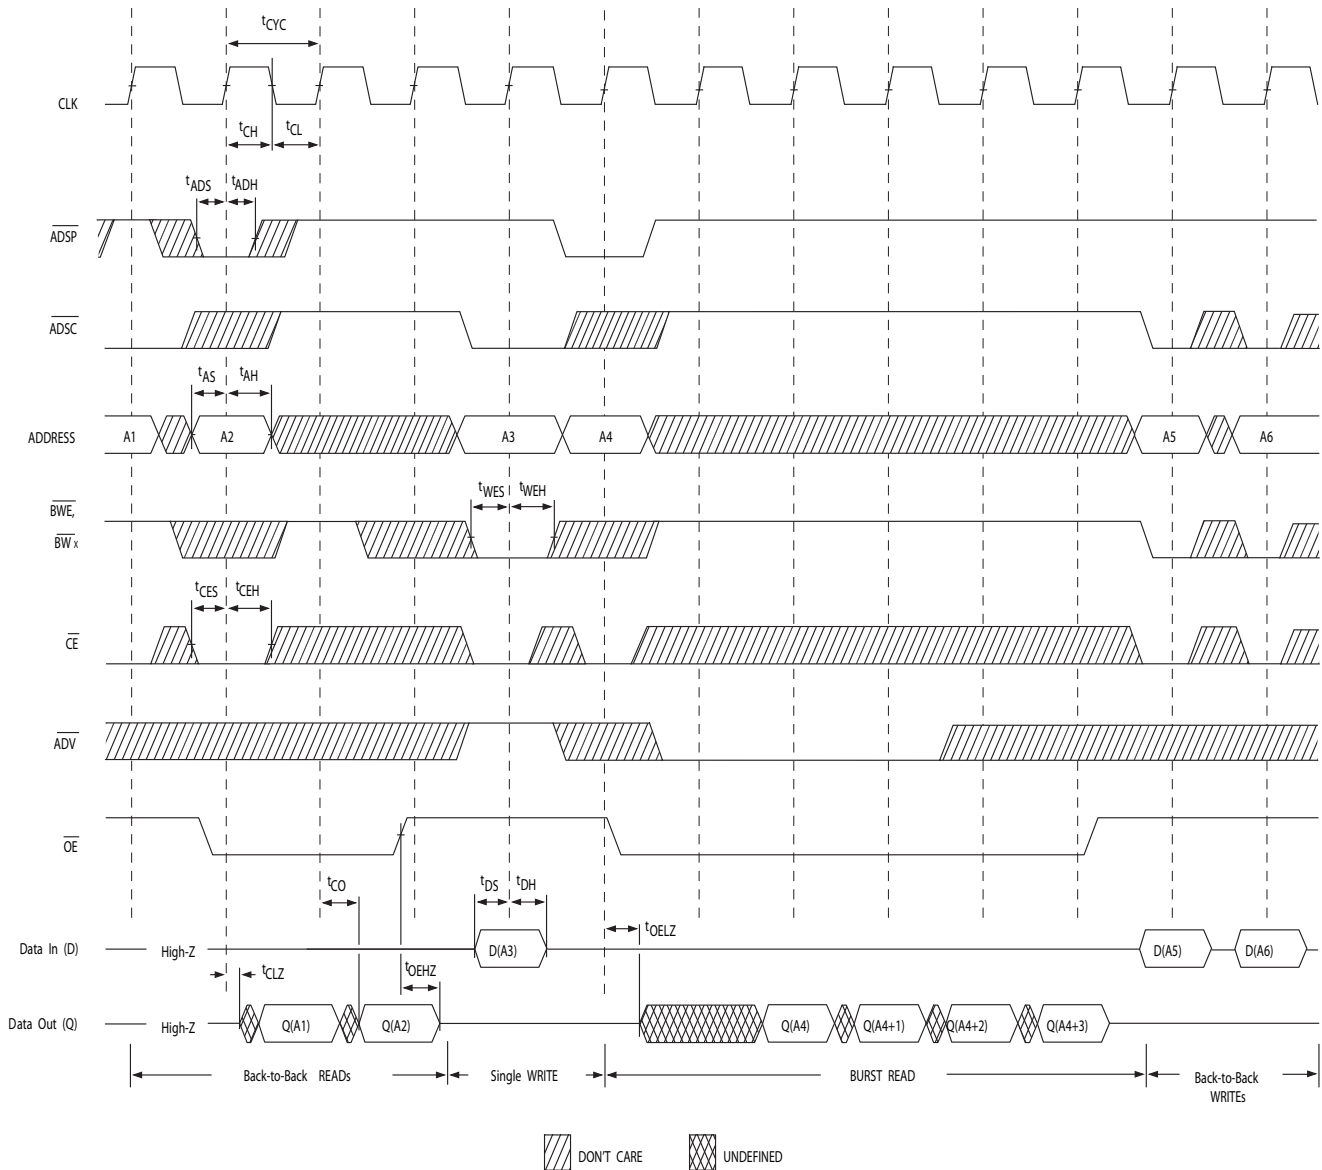 tCYC
CLK
tCH tCL
tADS tADH
ADSP
ADSC
tAS tAH
ADDRESS A1 A2 A3 A4 A5 A6
tWES tWEH
BWE,
BW x
tCES tCEH
CE
ADV
OE
tCO tDS tDH
tOELZ
Data In (D) High-Z D(A3) D(A5) D(A6)
tCLZ tOEHZ
Data Out (Q) High-Z Q(A1) Q(A2) Q(A4) Q(A4+1) Q(A4+2) Q(A4+3)
Back-to-Back READs Single WRITE BURST READ Back-to-Back
WRITEs
DON'T CARE UNDEFINED